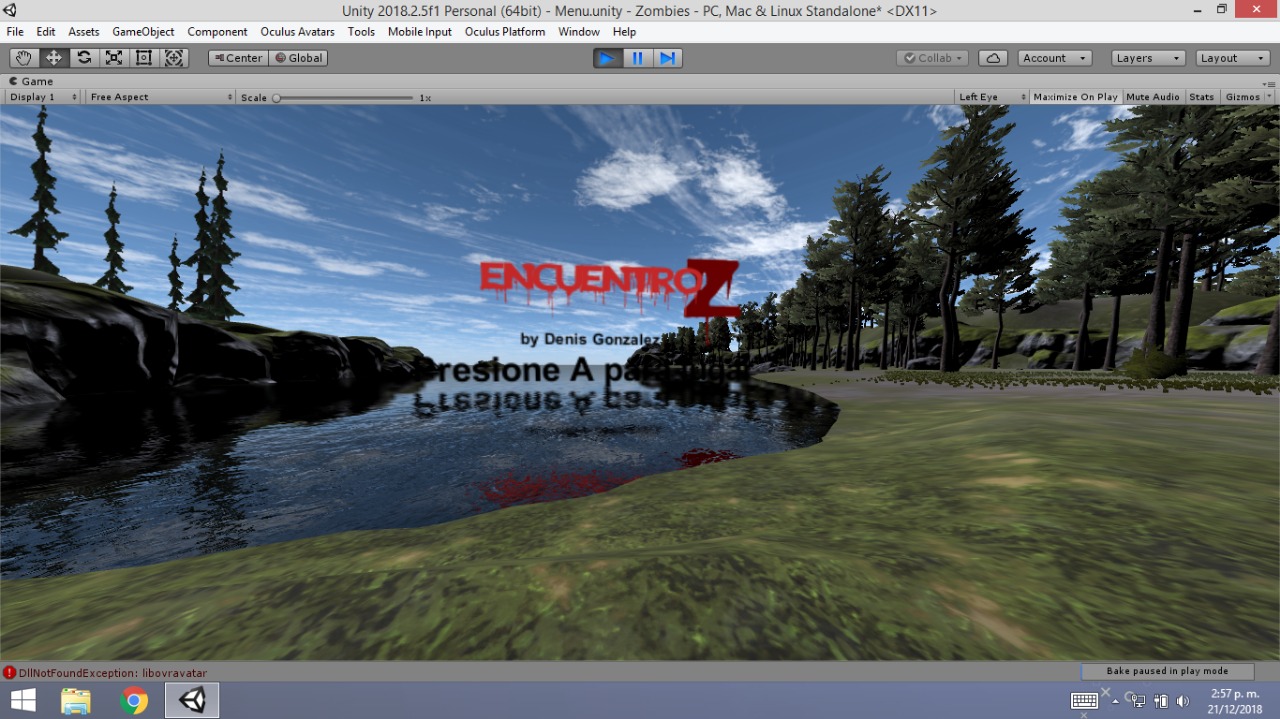 Unity 2018.2.5f1 Personal (64bit) - Menu.unity - Zombies - PC, Mac & Linux Standalone* <DX11>
File Edit Assets GameObject Component Oculus Avatars Tools Mobile Input Oculus Platform Window Help
Center Global Collab Account Layers Layout
Game
Display 1 Free Aspect Scale 1x Left Eye Maximize On Play Mute Audio Stats Gizmos
ENCUENTRO Z
by Denis Gonzalez
Presione A para jugar
DllNotFoundException: libovravatar
Bake paused in play mode
2:57 p. m.
21/12/2018